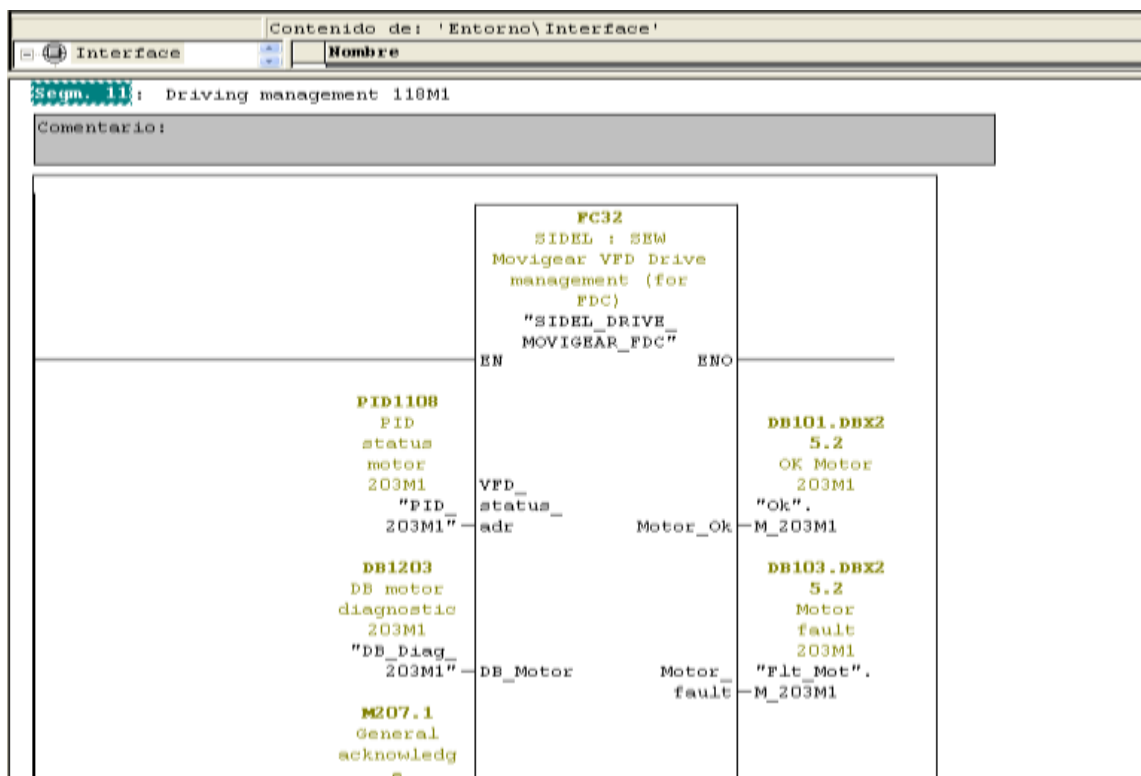 Contenido de: 'Entorno\Interface'
Interface
Nombre
Segm. 11: Driving management 118M1
Comentario:
FC32
SIDEL : SEW
Movigear VFD Drive
management (for
FDC)
"SIDEL_DRIVE_
MOVIGEAR_FDC"
EN ENO
PID1108
PID
status
motor
203M1
"PID_
203M1"
VFD_
status_
adr
DB101.DBX2
5.2
OK Motor
203M1
"Ok".
Motor_Ok M_203M1
DB1203
DB motor
diagnostic
203M1
"DB_Diag_
203M1" DB_Motor
DB103.DBX2
5.2
Motor
fault
203M1
Motor_ "Flt_Mot".
fault M_203M1
M207.1
General
acknowledg